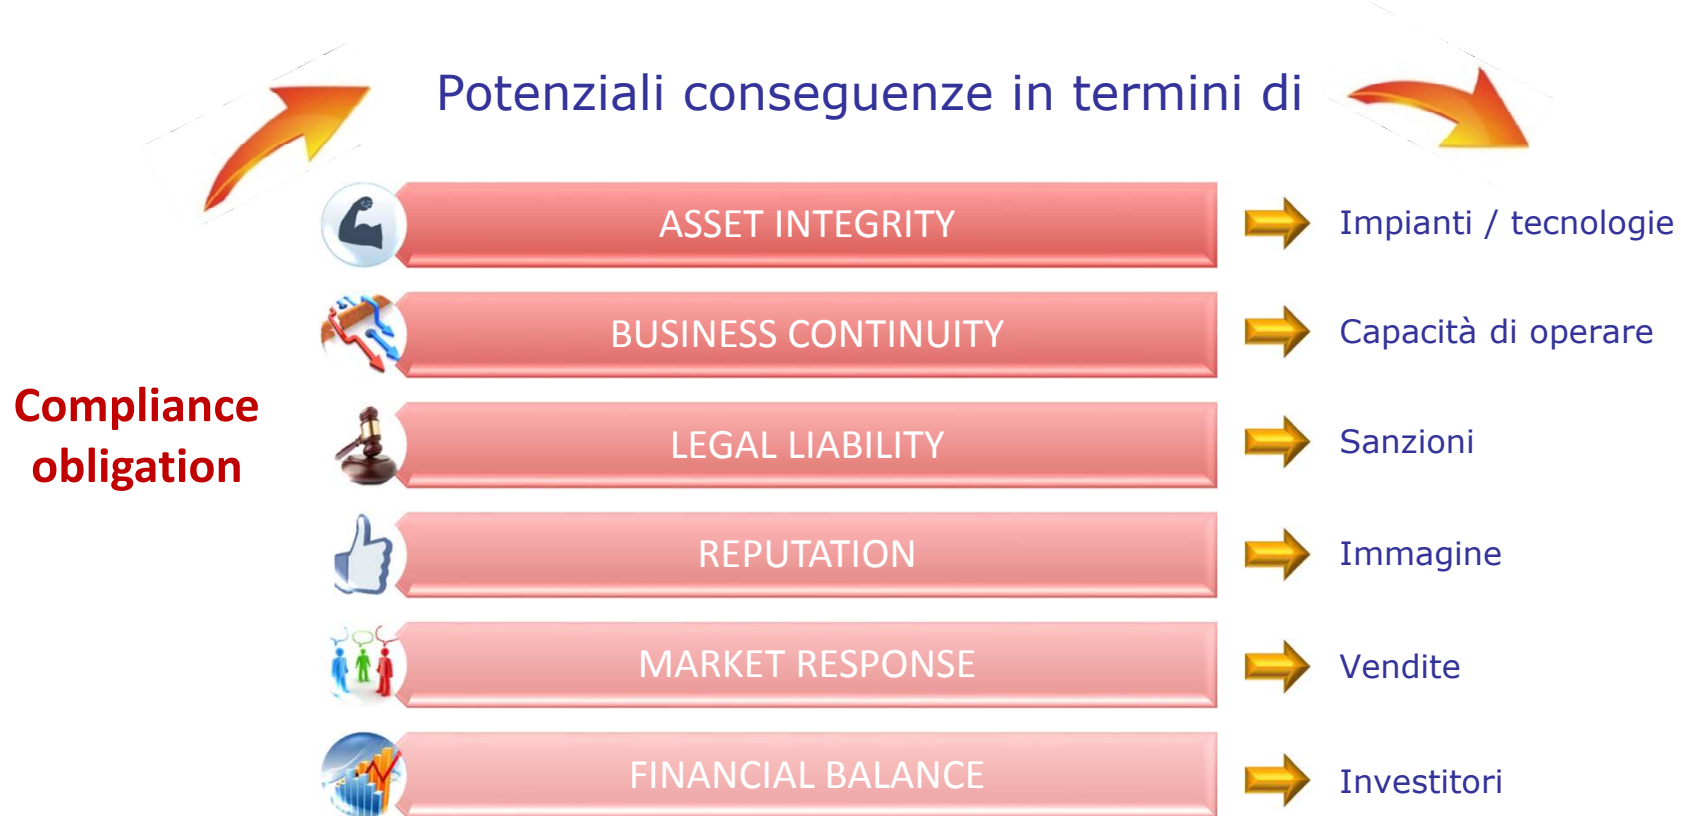 Potenziali conseguenze in termini di
Compliance
obligation
ASSET INTEGRITY
Impianti / tecnologie
BUSINESS CONTINUITY
Capacità di operare
LEGAL LIABILITY
Sanzioni
REPUTATION
Immagine
MARKET RESPONSE
Vendite
FINANCIAL BALANCE
Investitori